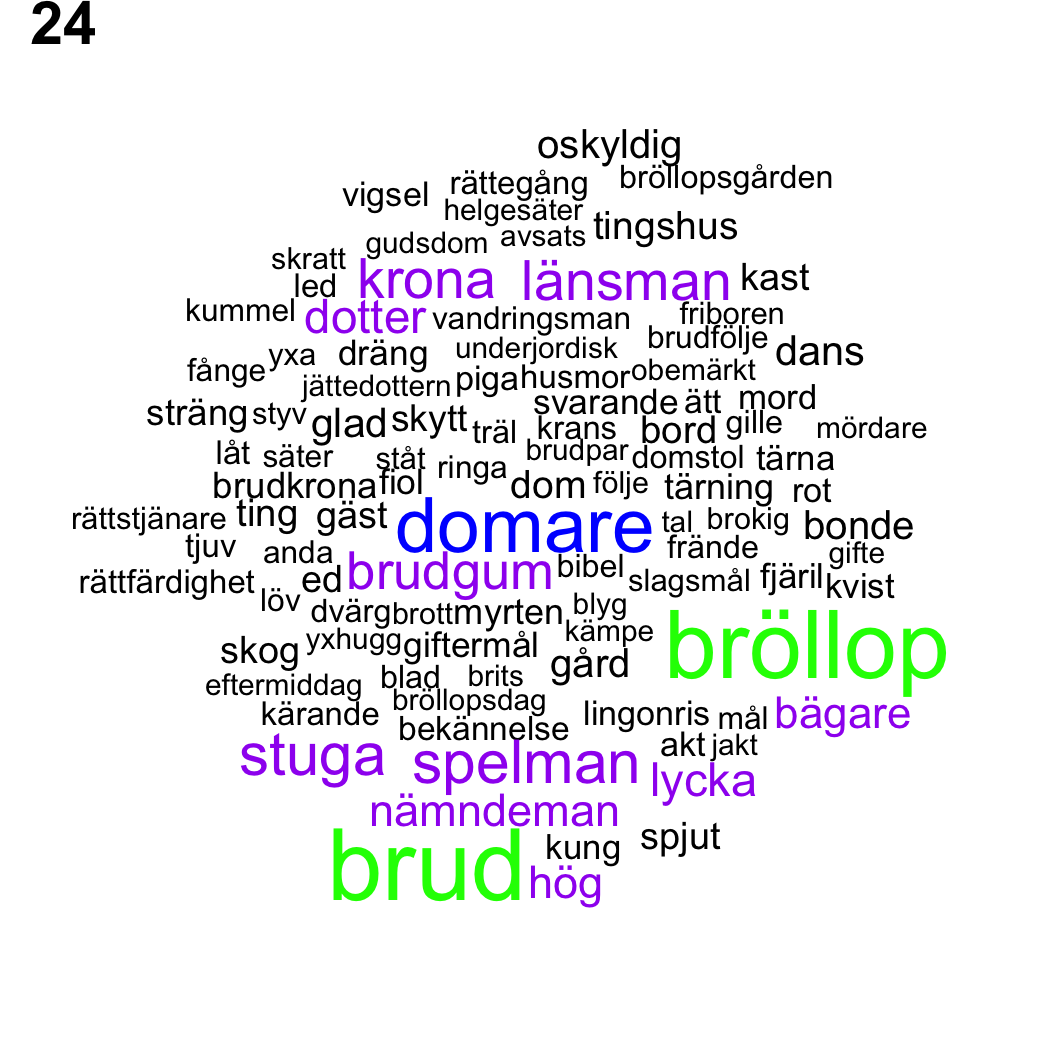 24
oskyldig
vigsel rättegång bröllopsgården
helgesäter tingshus
skratt gudsdom avsats
led krona länsman kast
kummel dotter vandringsman friboren
yxa dräng underjordisk brudfölje dans
fånge jättedottern piga husmor obemärkt
sträng styv glad skytt svarande ätt mord
träl krans bord gille mördare
låt säter ståt ringa brudpar domstol tärna
brudkrona fiol dom följe tärning rot
rättstjänare ting gäst domare tal brokig bonde
tjuv anda frände gifte
rättfärdighet ed brudgum bibel slagsmål fjäril kvist
löv dvärg brott myrten blyg
skog yxhugg giftermål kämpe gård bröllop
eftermiddag blad brits
kärande bröllopsdag lingonris mål bägare
bekännelse akt jakt
stuga spelman lycka
nämndeman
brud kung spjut
hög